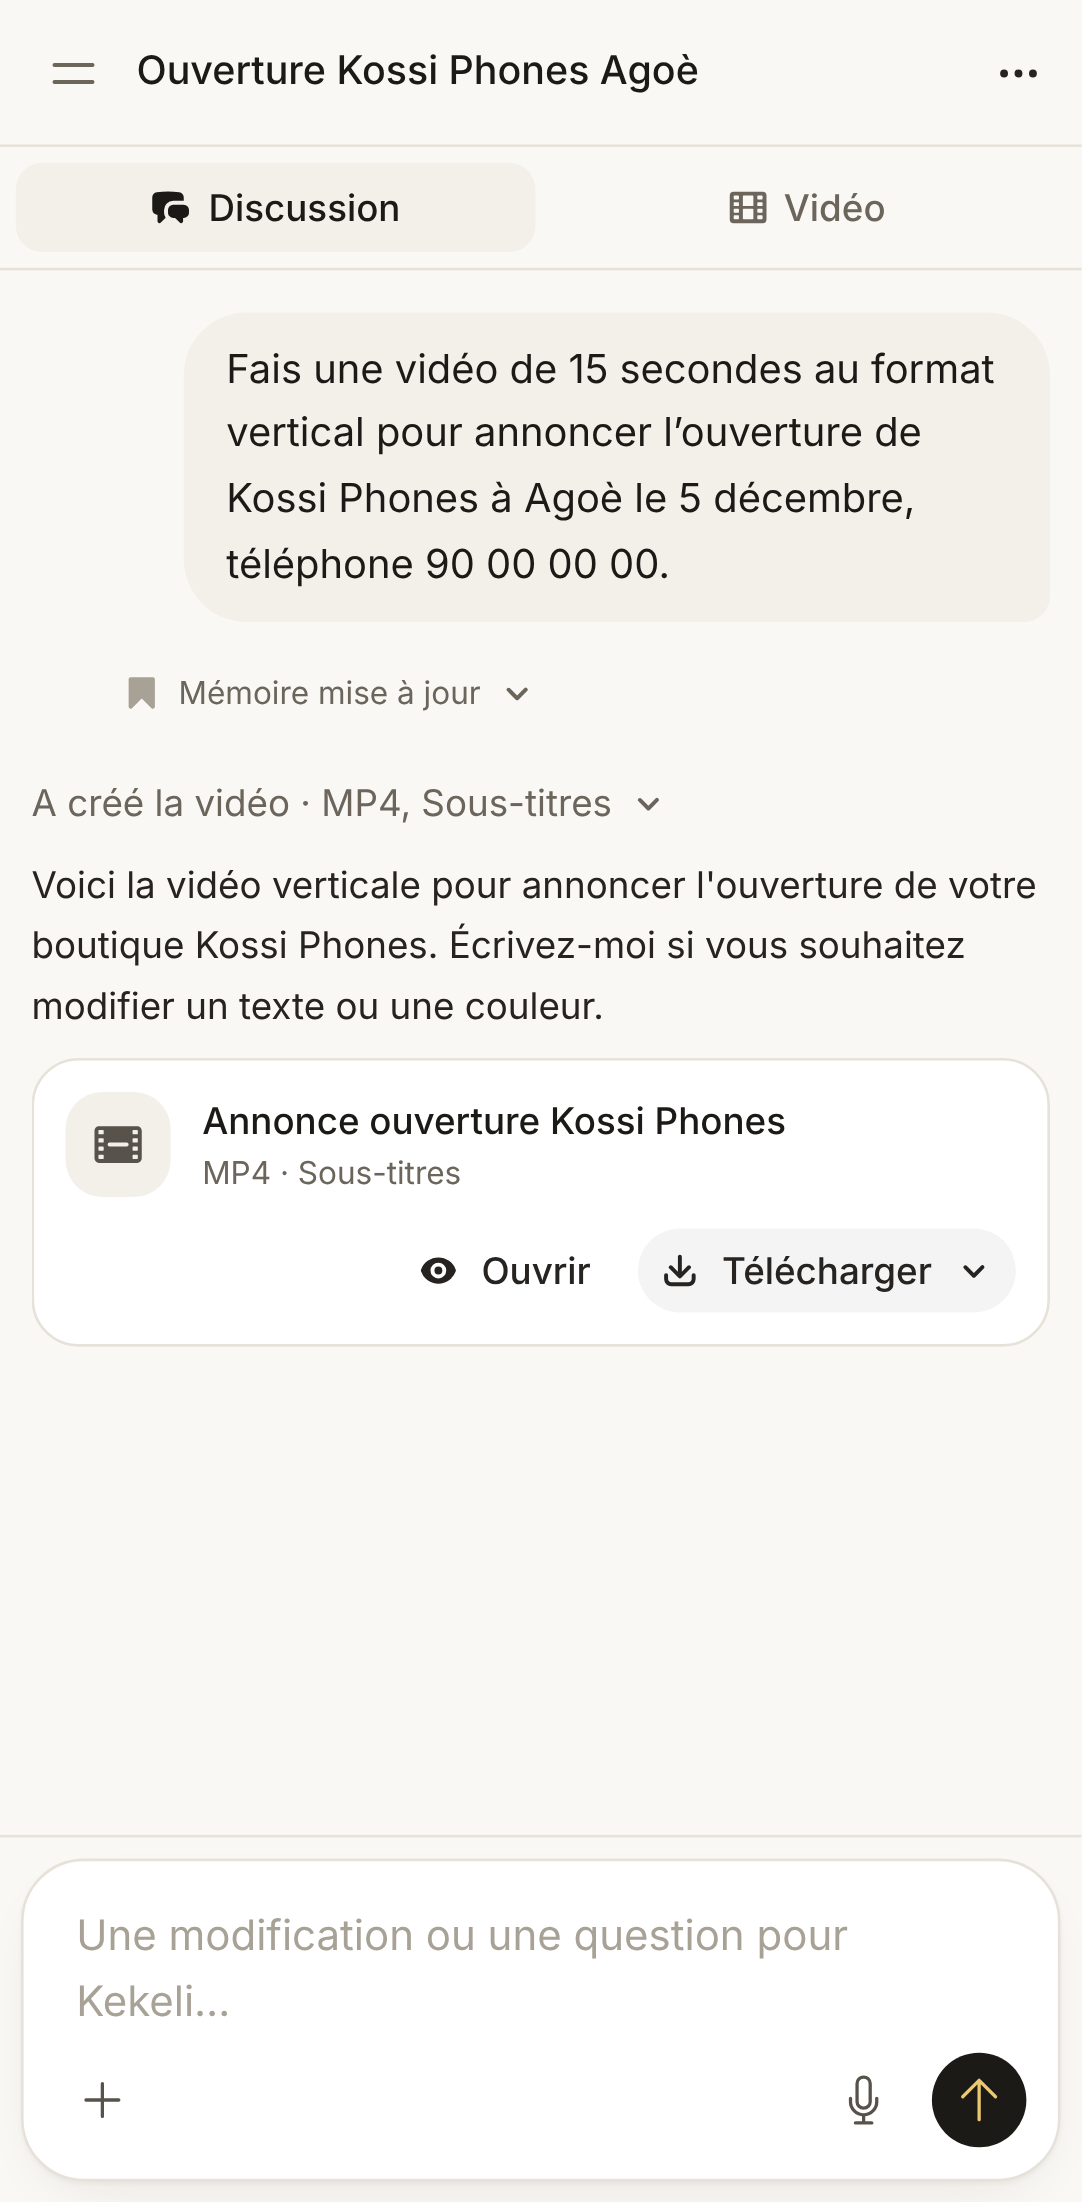 Ouverture Kossi Phones Agoè
Discussion
Vidéo
Fais une vidéo de 15 secondes au format
vertical pour annoncer l’ouverture de
Kossi Phones à Agoè le 5 décembre,
téléphone 90 00 00 00.
Mémoire mise à jour
A créé la vidéo · MP4, Sous-titres
Voici la vidéo verticale pour annoncer l'ouverture de votre
boutique Kossi Phones. Écrivez-moi si vous souhaitez
modifier un texte ou une couleur.
Annonce ouverture Kossi Phones
MP4 · Sous-titres
Ouvrir
Télécharger
Une modification ou une question pour
Kekeli...